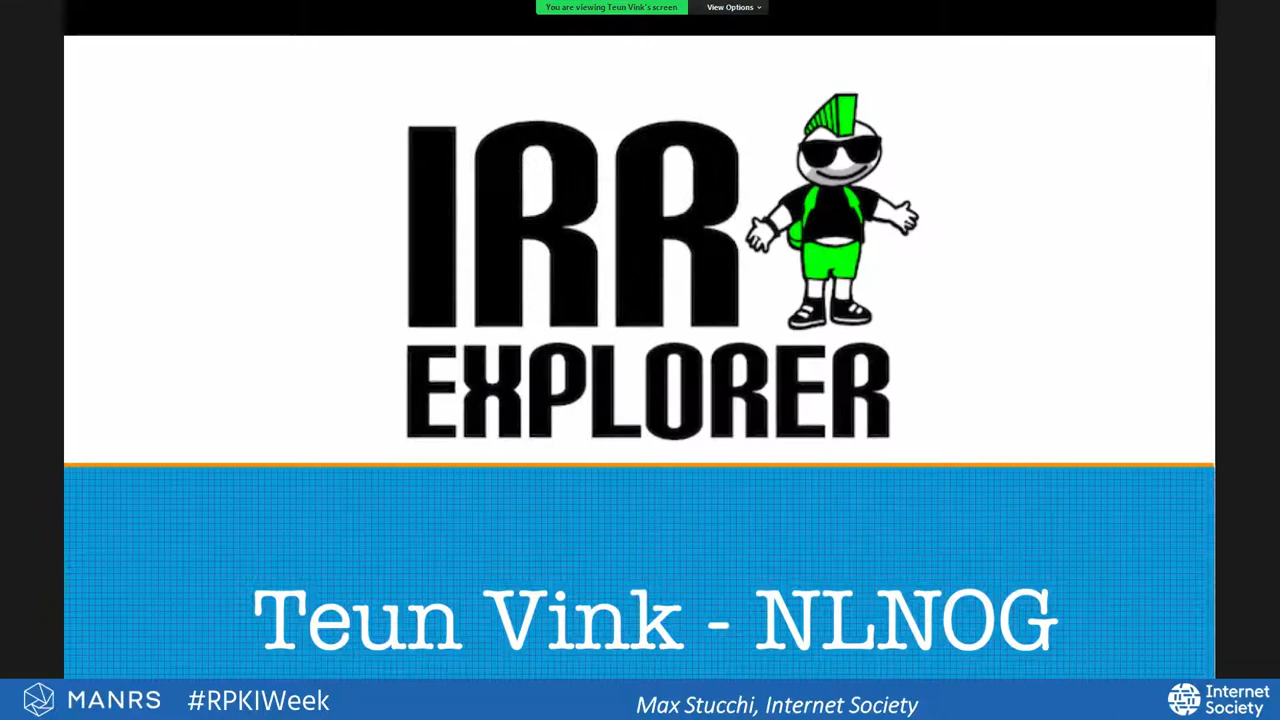 You are viewing Teun Vink's screen View Options
IRR
EXPLORER
Teun Vink - NLNOG
MANRS #RPKIWeek Max Stucchi, Internet Society Internet
Society